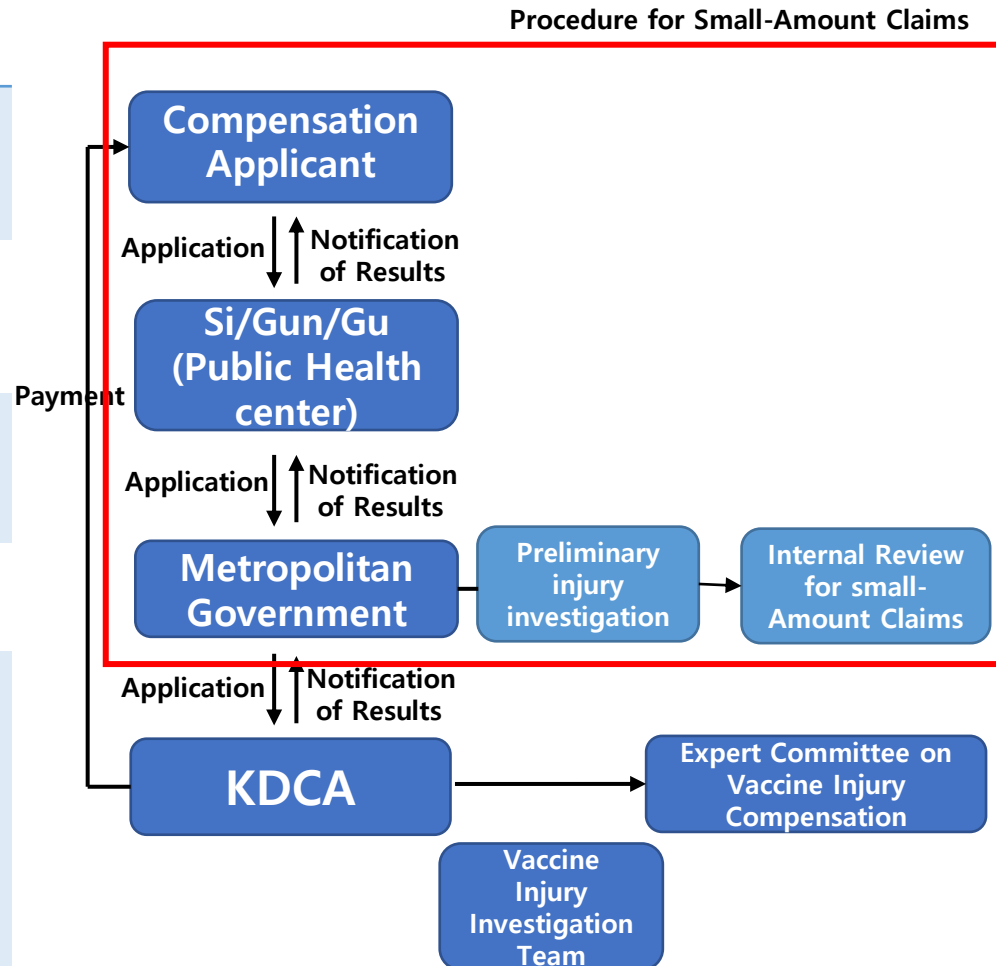 Procedure for Small-Amount Claims
Compensation
Applicant
Application
Notification
of Results
Si/Gun/Gu
(Public Health
center)
Payment
Application
Notification
of Results
Metropolitan
Government
Preliminary
injury
investigation
Internal Review
for small-
Amount Claims
Application
Notification
of Results
KDCA
Expert Committee on
Vaccine Injury
Compensation
Vaccine
Injury
Investigation
Team